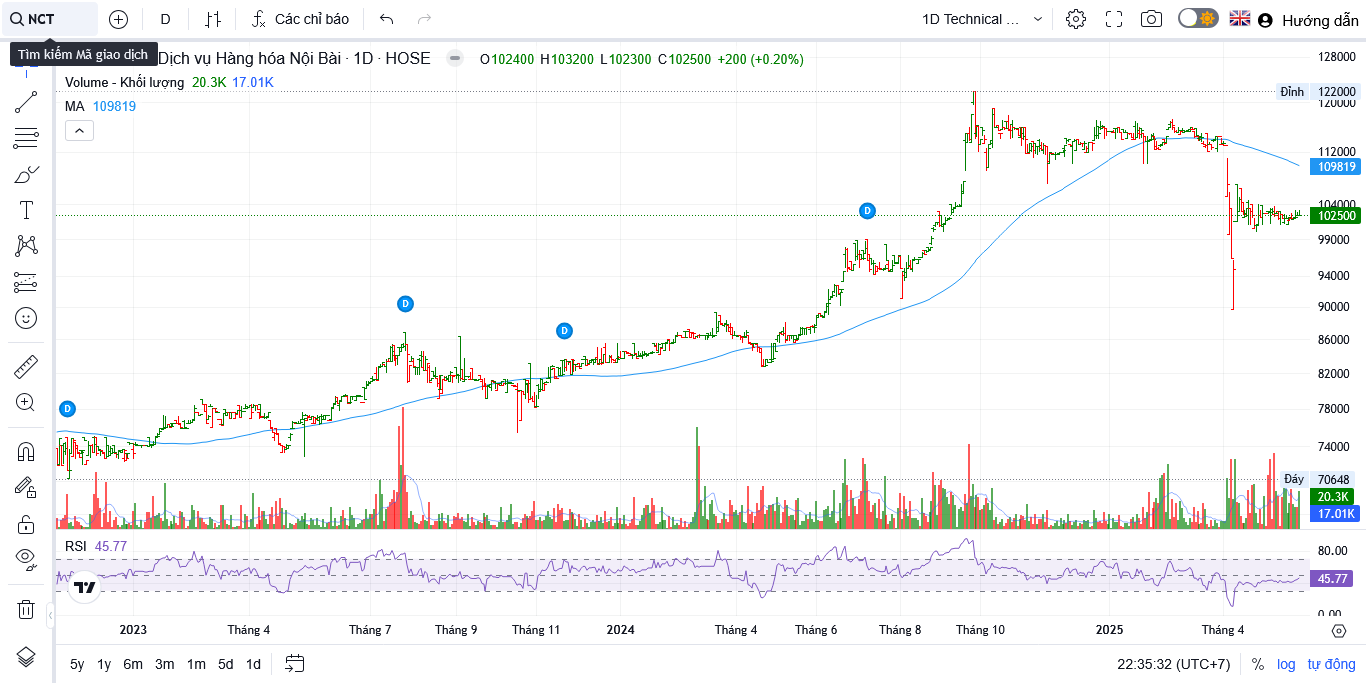 NCT D Các chỉ báo 1D Technical ... Hướng dẫn
Tìm kiếm Mã giao dịch
Dịch vụ Hàng hóa Nội Bài · 1D · HOSE O102400 H103200 L102300 C102500 +200 (+0.20%)
Volume - Khối lượng 20.3K 17.01K
MA 109819
128000
Đỉnh 122000
120000
112000
109819
104000
102500
99000
94000
90000
86000
82000
78000
74000
Đáy 70648
20.3K
17.01K
D
D
D
D
RSI 45.77
80.00
45.77
0.00
2023 Tháng 4 Tháng 7 Tháng 9 Tháng 11 2024 Tháng 4 Tháng 6 Tháng 8 Tháng 10 2025 Tháng 4
5y 1y 6m 3m 1m 5d 1d 22:35:32 (UTC+7) % log tự động